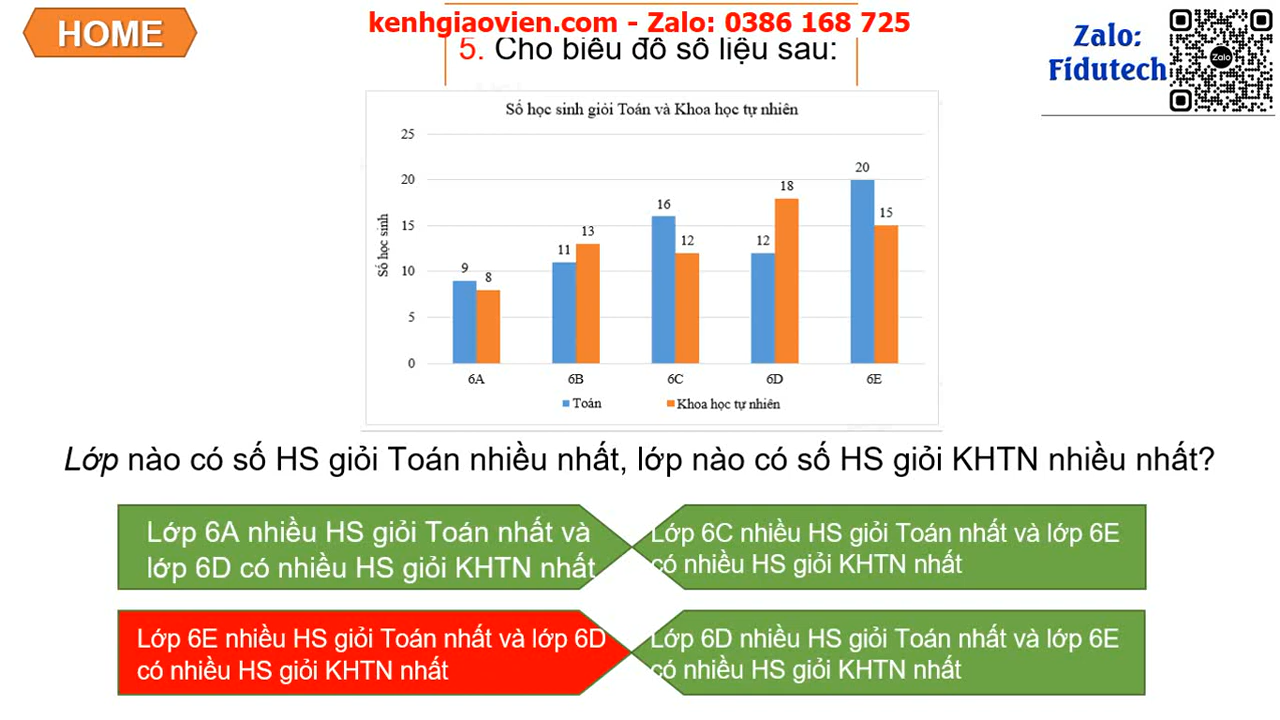 HOME
kenhgiaovien.com - Zalo: 0386 168 725
5. Cho biểu đồ số liệu sau:
Zalo:
Fidutech
Zalo
Số học sinh giỏi Toán và Khoa học tự nhiên
25
20
15
10
5
0
Số học sinh
9
8
11
13
16
12
12
18
20
15
6A
6B
6C
6D
6E
Toán
Khoa học tự nhiên
Lớp nào có số HS giỏi Toán nhiều nhất, lớp nào có số HS giỏi KHTN nhiều nhất?
Lớp 6A nhiều HS giỏi Toán nhất và
lớp 6D có nhiều HS giỏi KHTN nhất
Lớp 6C nhiều HS giỏi Toán nhất và lớp 6E
có nhiều HS giỏi KHTN nhất
Lớp 6E nhiều HS giỏi Toán nhất và lớp 6D
có nhiều HS giỏi KHTN nhất
Lớp 6D nhiều HS giỏi Toán nhất và lớp 6E
có nhiều HS giỏi KHTN nhất